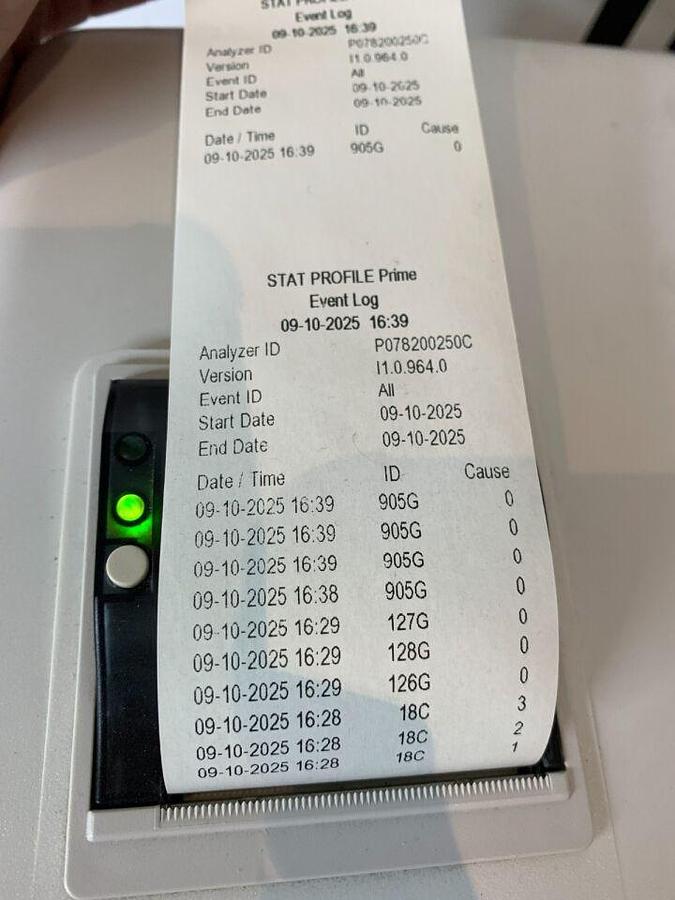 STAT PROFILE
Event Log
09-10-2025 16:39
Analyzer ID P078200250C
Version I1.0.964.0
Event ID All
Start Date 09-10-2025
End Date 09-10-2025
Date / Time ID Cause
09-10-2025 16:39 905G 0
STAT PROFILE Prime
Event Log
09-10-2025 16:39
Analyzer ID P078200250C
Version I1.0.964.0
Event ID All
Start Date 09-10-2025
End Date 09-10-2025
Date / Time ID Cause
09-10-2025 16:39 905G 0
09-10-2025 16:39 905G 0
09-10-2025 16:39 905G 0
09-10-2025 16:38 905G 0
09-10-2025 16:29 127G 0
09-10-2025 16:29 128G 0
09-10-2025 16:29 126G 0
09-10-2025 16:28 18C 3
09-10-2025 16:28 18C 2
09-10-2025 16:28 18C 1